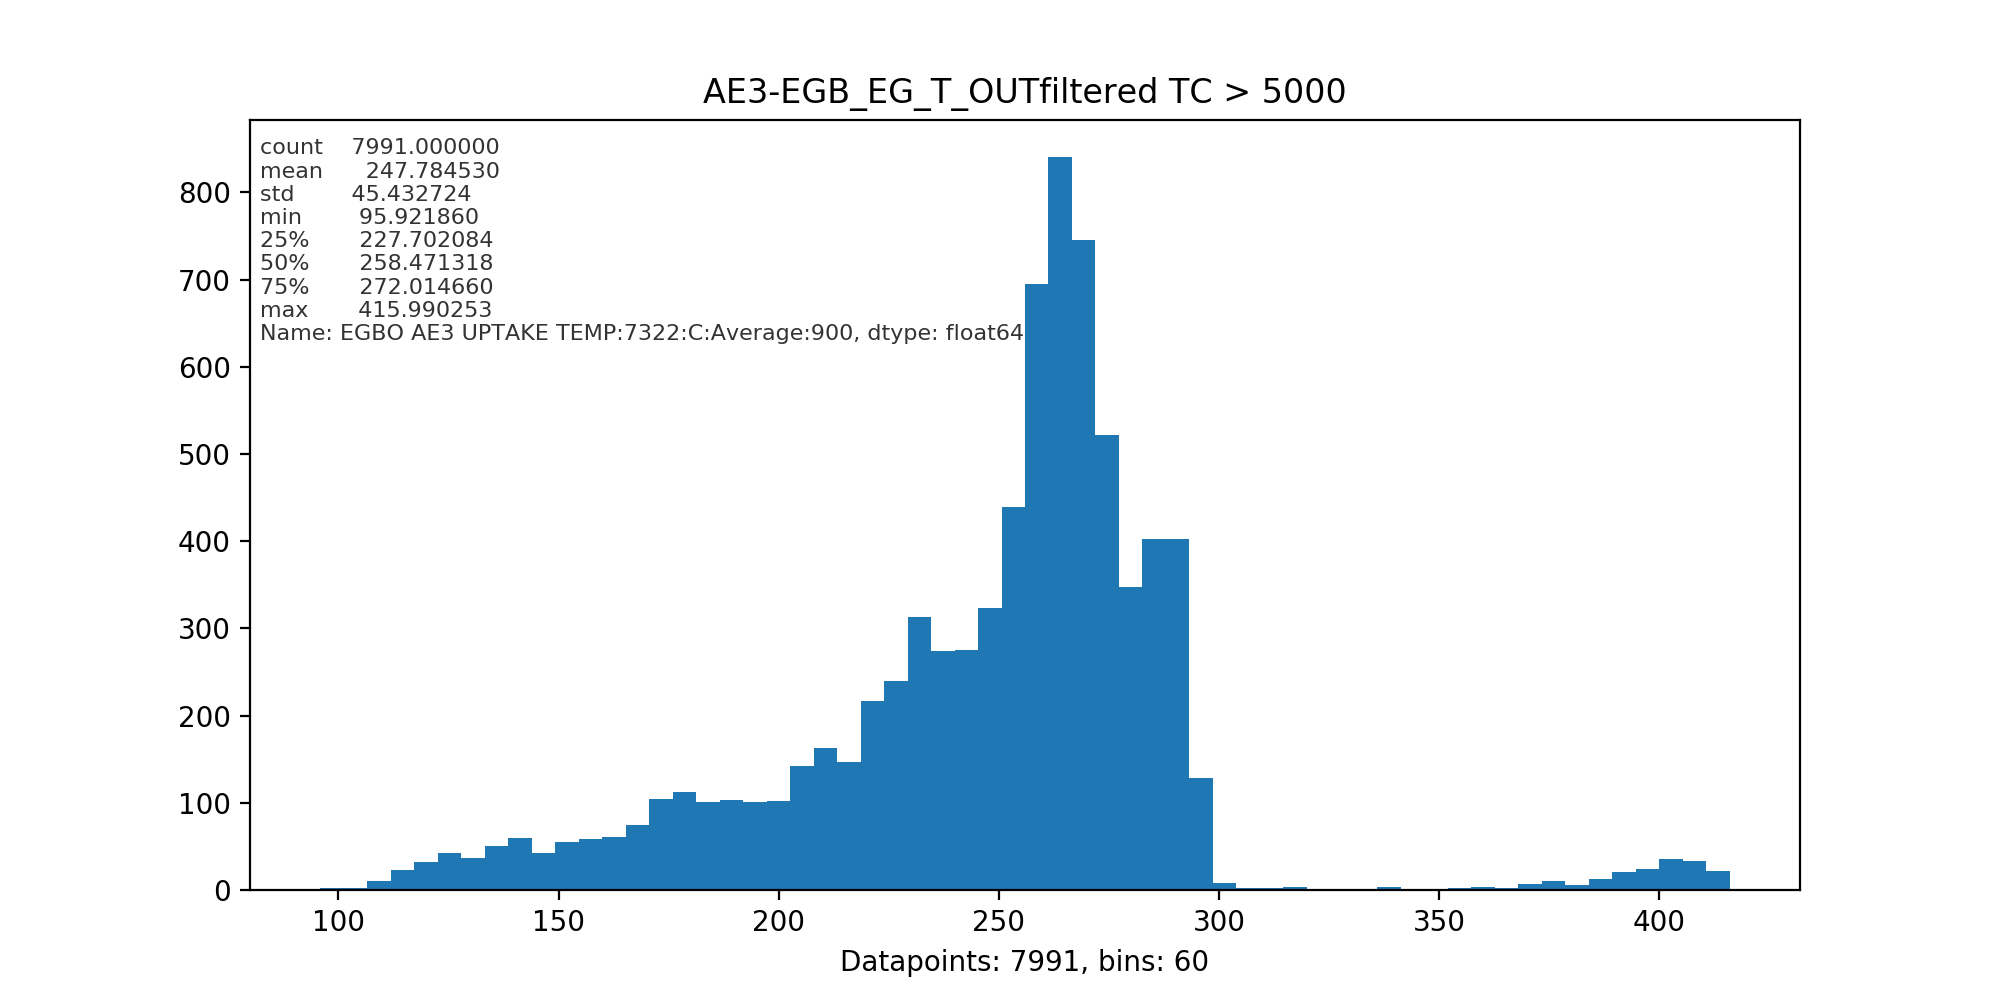 AE3-EGB_EG_T_OUTfiltered TC > 5000
count 7991.000000
mean 247.784530
std 45.432724
min 95.921860
25% 227.702084
50% 258.471318
75% 272.014660
max 415.990253
Name: EGBO AE3 UPTAKE TEMP:7322:C:Average:900, dtype: float64
800
700
600
500
400
300
200
100
0
100 150 200 250 300 350 400
Datapoints: 7991, bins: 60